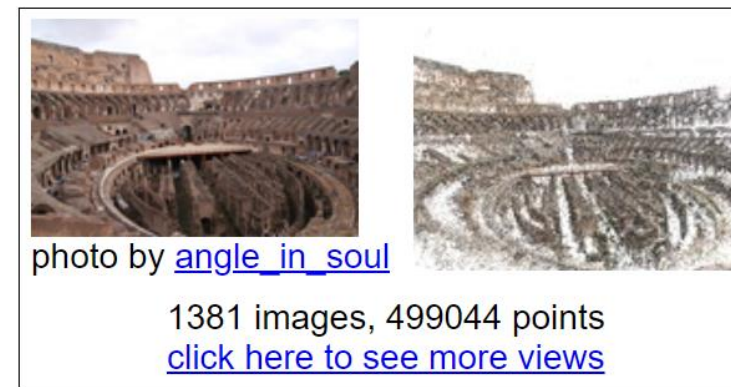 photo by angle_in_soul
1381 images, 499044 points
click here to see more views